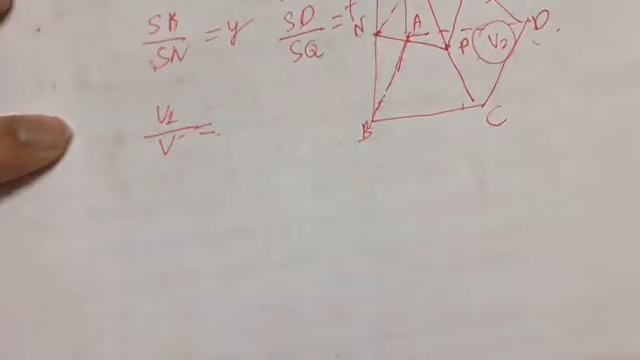 SK/SN = y SD/SQ = t
N A P V2 D
V1/V =
B C